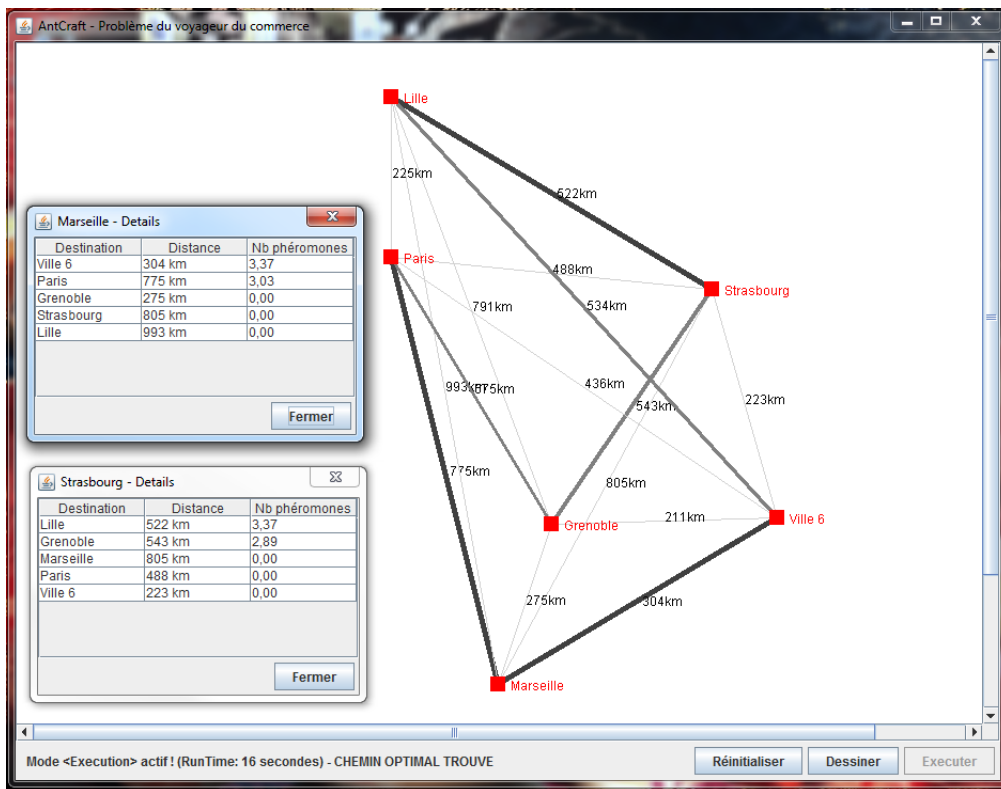 AntCraft - Problème du voyageur du commerce
Lille
225km
522km
Marseille - Details
Destination Distance Nb phéromones
Ville 6 304 km 3,37
Paris 775 km 3,03
Grenoble 275 km 0,00
Strasbourg 805 km 0,00
Lille 993 km 0,00
Fermer
Paris
488km
Strasbourg
791km
534km
993km
436km
543km
223km
775km
805km
Strasbourg - Details
Destination Distance Nb phéromones
Lille 522 km 3,37
Grenoble 543 km 2,89
Marseille 805 km 0,00
Paris 488 km 0,00
Ville 6 223 km 0,00
Fermer
Grenoble
211km
Ville 6
275km
304km
Marseille
Mode <Execution> actif ! (RunTime: 16 secondes) - CHEMIN OPTIMAL TROUVE
Réinitialiser
Dessiner
Executer